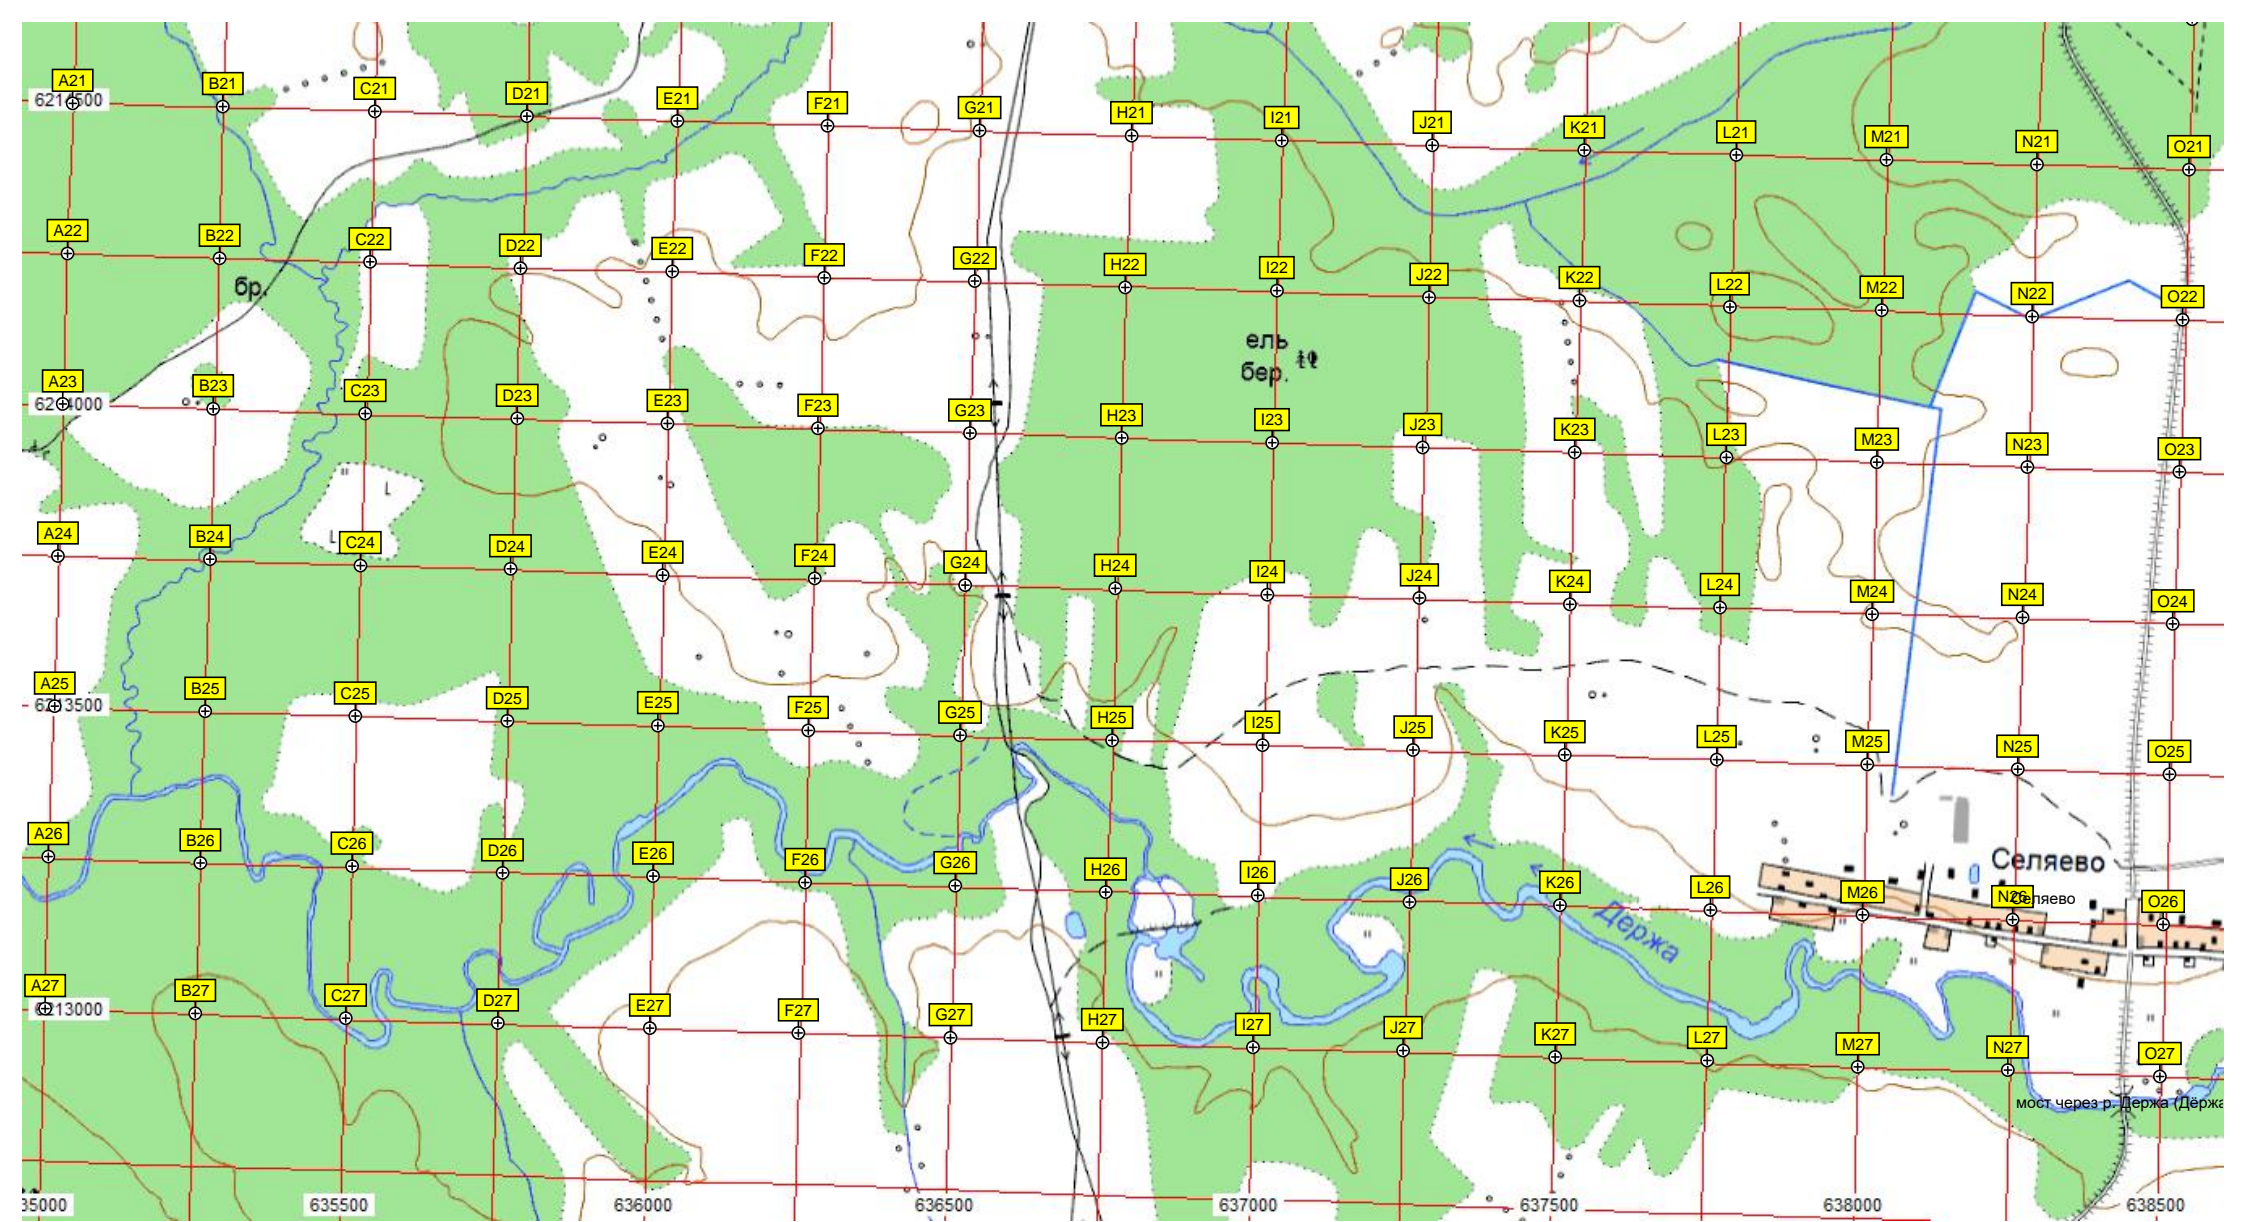 A21 B21 C21 D21 E21 F21 G21 H21 I21 J21 K21 L21 M21 N21 O21
A22 B22 C22 D22 E22 F22 G22 H22 I22 J22 K22 L22 M22 N22 O22
бр.
ель
бер.
A23 B23 C23 D23 E23 F23 G23 H23 I23 J23 K23 L23 M23 N23 O23
A24 B24 C24 D24 E24 F24 G24 H24 I24 J24 K24 L24 M24 N24 O24
A25 B25 C25 D25 E25 F25 G25 H25 I25 J25 K25 L25 M25 N25 O25
Селяево
A26 B26 C26 D26 E26 F26 G26 H26 I26 J26 K26 L26 M26 N26 O26
Селяево
Держа
A27 B27 C27 D27 E27 F27 G27 H27 I27 J27 K27 L27 M27 N27 O27
6213000
мост через р. Держа (Дёржа
35000 635500 636000 636500 637000 637500 638000 638500